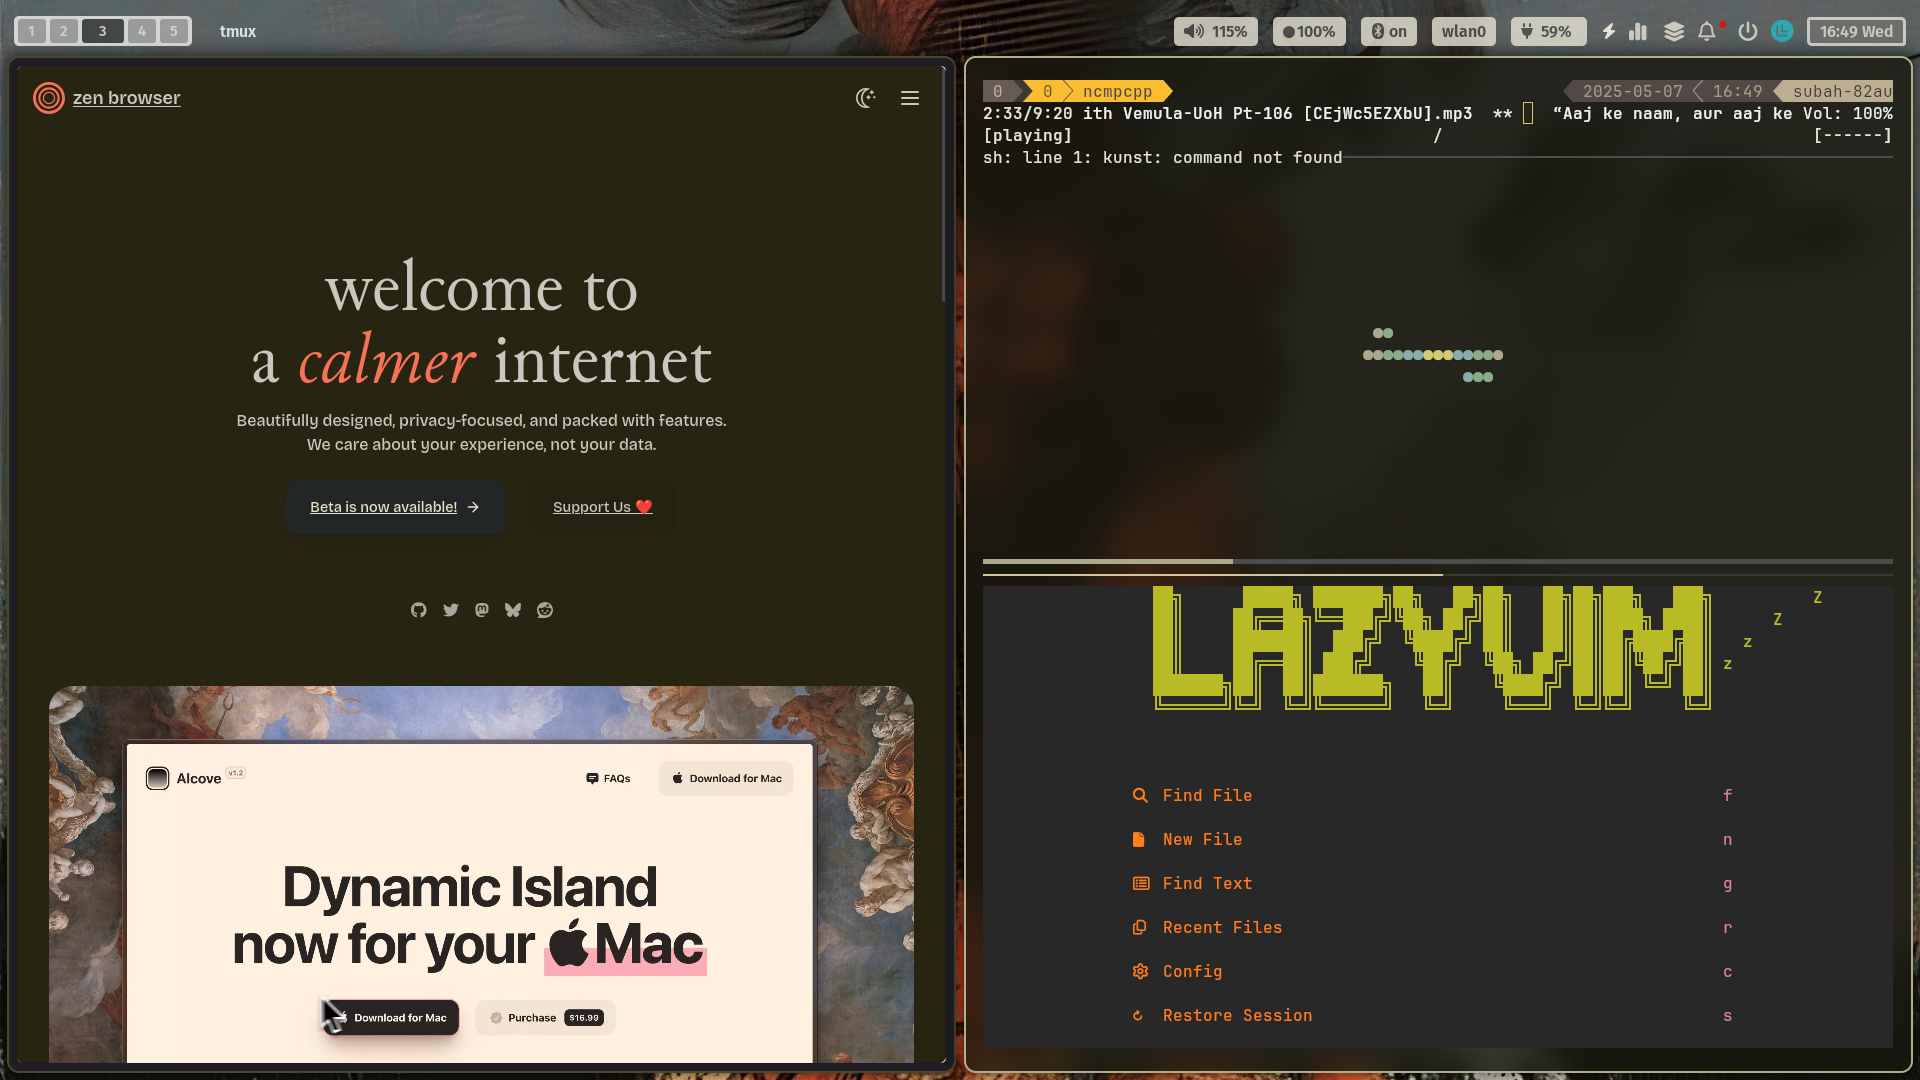 1 2 3 4 5 tmux 115% 100% on wlan0 59% 16:49 Wed
zen browser
welcome to
a calmer internet
Beautifully designed, privacy-focused, and packed with features.
We care about your experience, not your data.
Beta is now available! → Support Us ❤️
Alcove v1.2 FAQs Download for Mac
Dynamic Island
now for your Mac
Download for Mac Purchase $16.99
0 0 ncmpcpp 2025-05-07 16:49 subah-82au
2:33/9:20 ith Vemula-UoH Pt-106 [CEjWc5EZXbU].mp3 ** “Aaj ke naam, aur aaj ke Vol: 100%
[playing] / [------]
sh: line 1: kunst: command not found
LAZYVIM Z
Z
z
z
Find File f
New File n
Find Text g
Recent Files r
Config c
Restore Session s